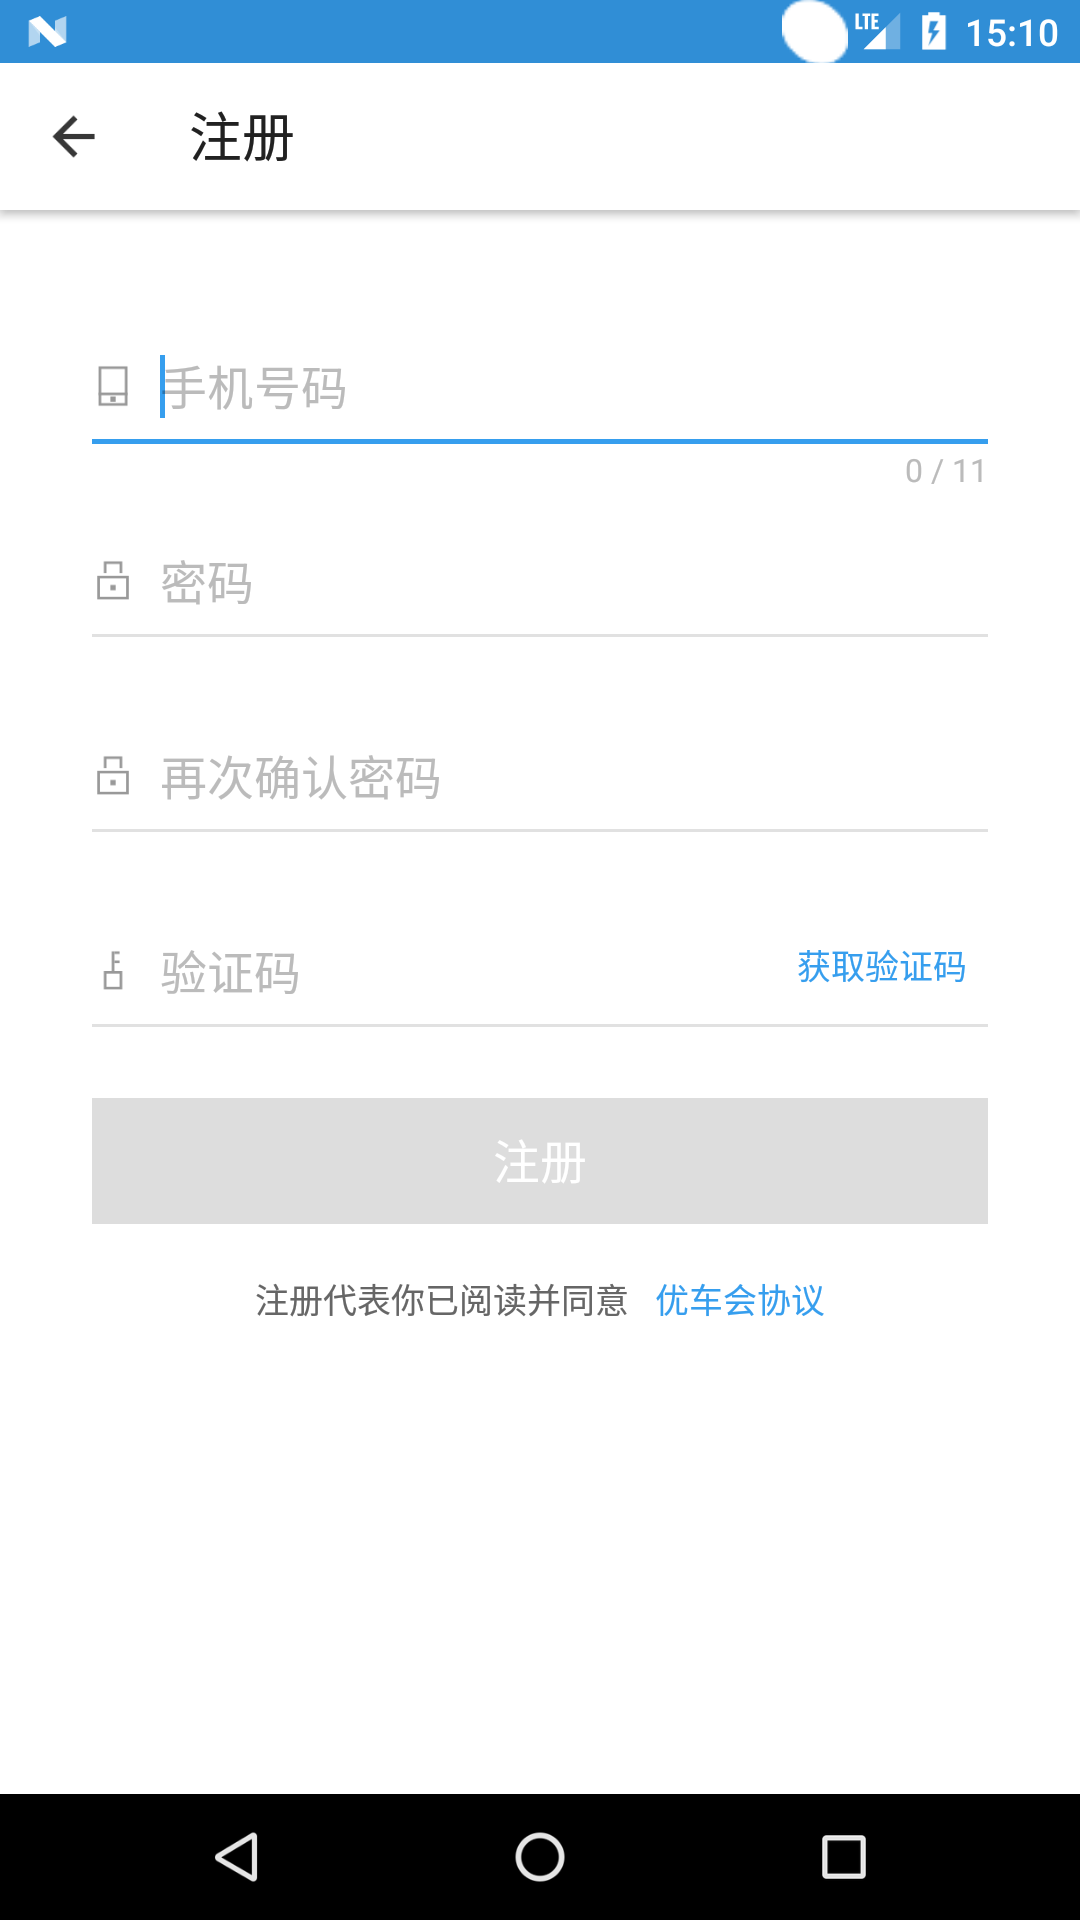 LTE 15:10
注册
手机号码
0 / 11
密码
再次确认密码
验证码 获取验证码
注册
注册代表你已阅读并同意 优车会协议